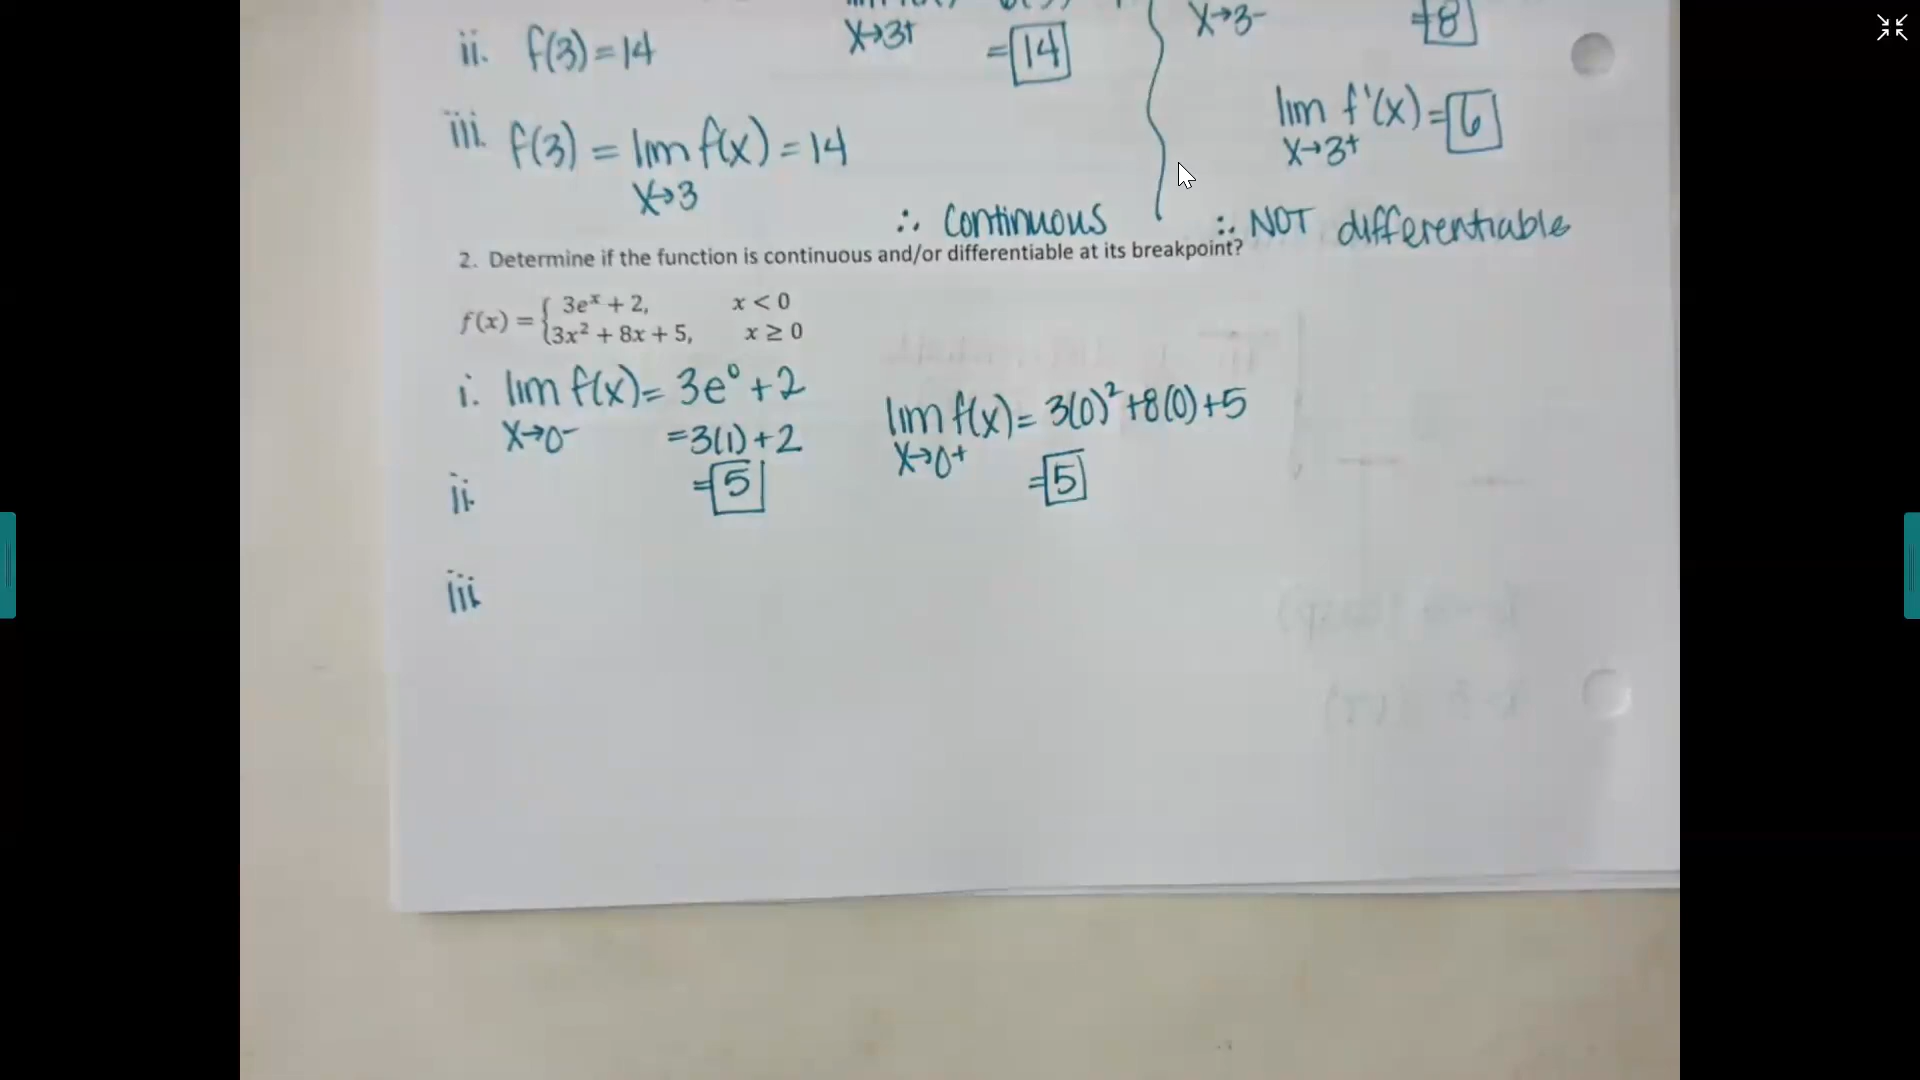 ii. f(3) = 14
x→3⁺
= 14
x→3⁻
= 8
iii. f(3) = lim f(x) = 14
x→3
lim f'(x) = 6
x→3⁺
∴ Continuous
∴ NOT differentiable
2. Determine if the function is continuous and/or differentiable at its breakpoint?
f(x) = { 3eˣ + 2, x < 0
3x² + 8x + 5, x ≥ 0
i. lim f(x) = 3e⁰ + 2
x→0⁻
= 3(1) + 2
= 5
lim f(x) = 3(0)² + 8(0) + 5
x→0⁺
= 5
ii.
iii.